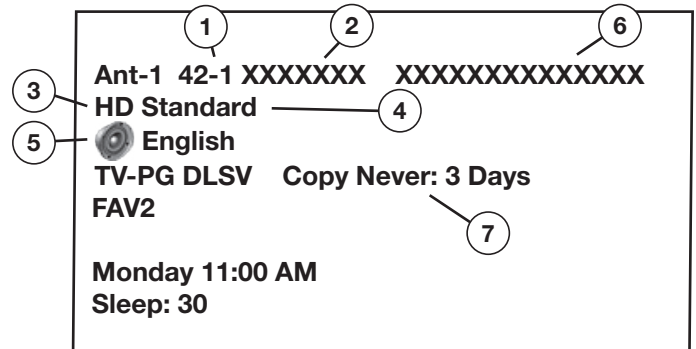 1 2 6
Ant-1 42-1 XXXXXXX XXXXXXXXXXXXXX
3 HD Standard 4
5 English
TV-PG DLSV Copy Never: 3 Days
FAV2
7
Monday 11:00 AM
Sleep: 30